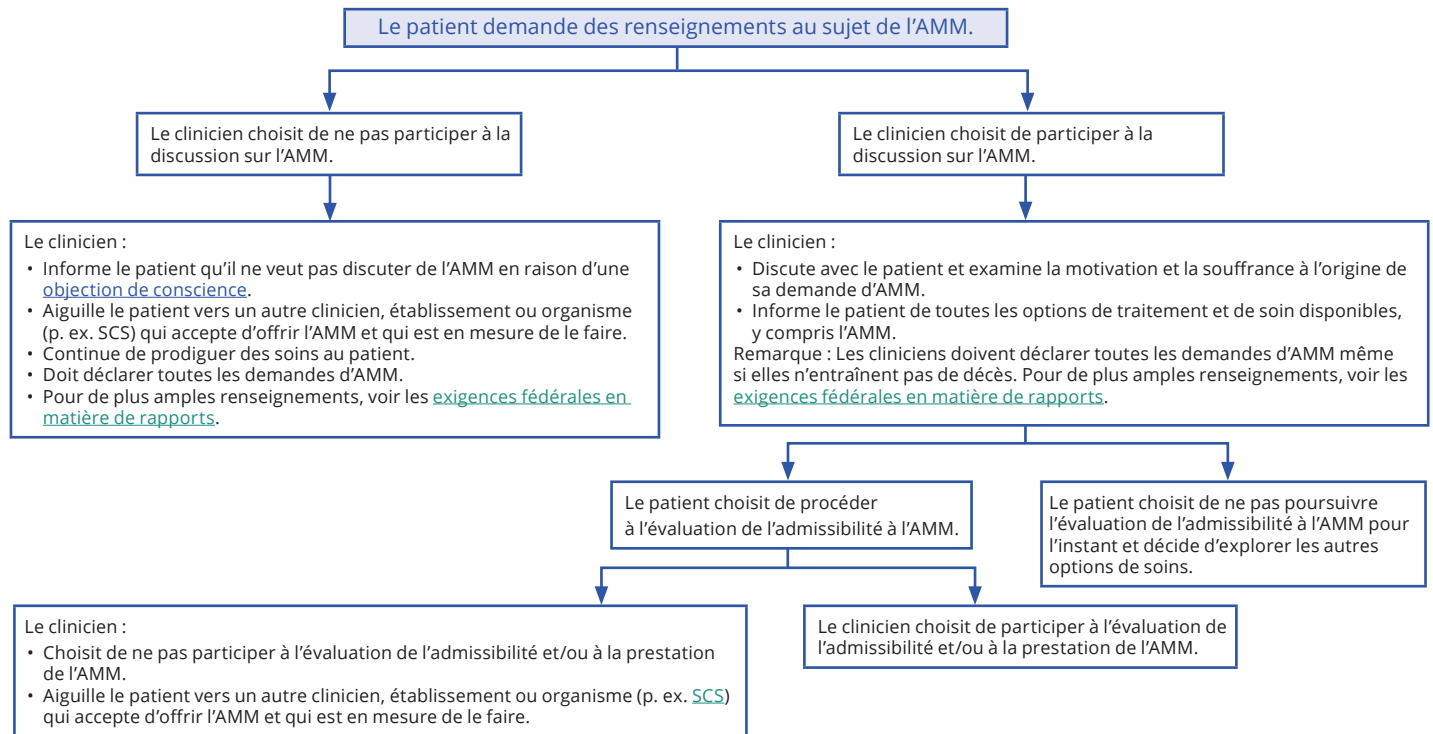 Le patient demande des renseignements au sujet de l’AMM.
Le clinicien choisit de ne pas participer à la
discussion sur l’AMM.
Le clinicien choisit de participer à la
discussion sur l’AMM.
Le clinicien :
• Informe le patient qu’il ne veut pas discuter de l’AMM en raison d’une
objection de conscience.
• Aiguille le patient vers un autre clinicien, établissement ou organisme
(p. ex. SCS) qui accepte d’offrir l’AMM et qui est en mesure de le faire.
• Continue de prodiguer des soins au patient.
• Doit déclarer toutes les demandes d’AMM.
• Pour de plus amples renseignements, voir les exigences fédérales en
matière de rapports.
Le clinicien :
• Discute avec le patient et examine la motivation et la souffrance à l’origine de
sa demande d’AMM.
• Informe le patient de toutes les options de traitement et de soin disponibles,
y compris l’AMM.
Remarque : Les cliniciens doivent déclarer toutes les demandes d’AMM même
si elles n’entraînent pas de décès. Pour de plus amples renseignements, voir les
exigences fédérales en matière de rapports.
Le patient choisit de procéder
à l’évaluation de l’admissibilité à l’AMM.
Le patient choisit de ne pas poursuivre
l’évaluation de l’admissibilité à l’AMM pour
l’instant et décide d’explorer les autres
options de soins.
Le clinicien :
• Choisit de ne pas participer à l’évaluation de l’admissibilité et/ou à la prestation
de l’AMM.
• Aiguille le patient vers un autre clinicien, établissement ou organisme (p. ex. SCS)
qui accepte d’offrir l’AMM et qui est en mesure de le faire.
Le clinicien choisit de participer à l’évaluation de
l’admissibilité et/ou à la prestation de l’AMM.